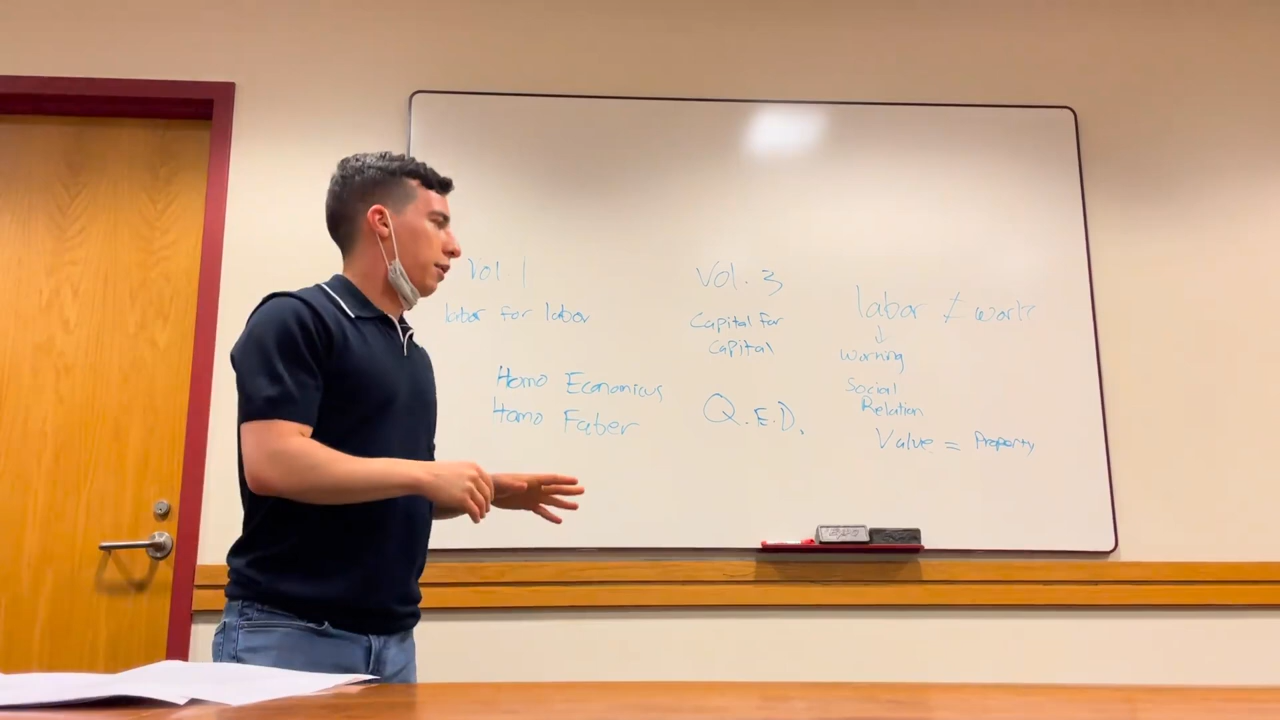 Vol. 1
labor for labor
Homo Economicus
Homo Faber
Vol. 3
Capital for
Capital
Q.E.D.
labor ≠ work
↓
Working
Social
Relation
Value = Property
EXPO